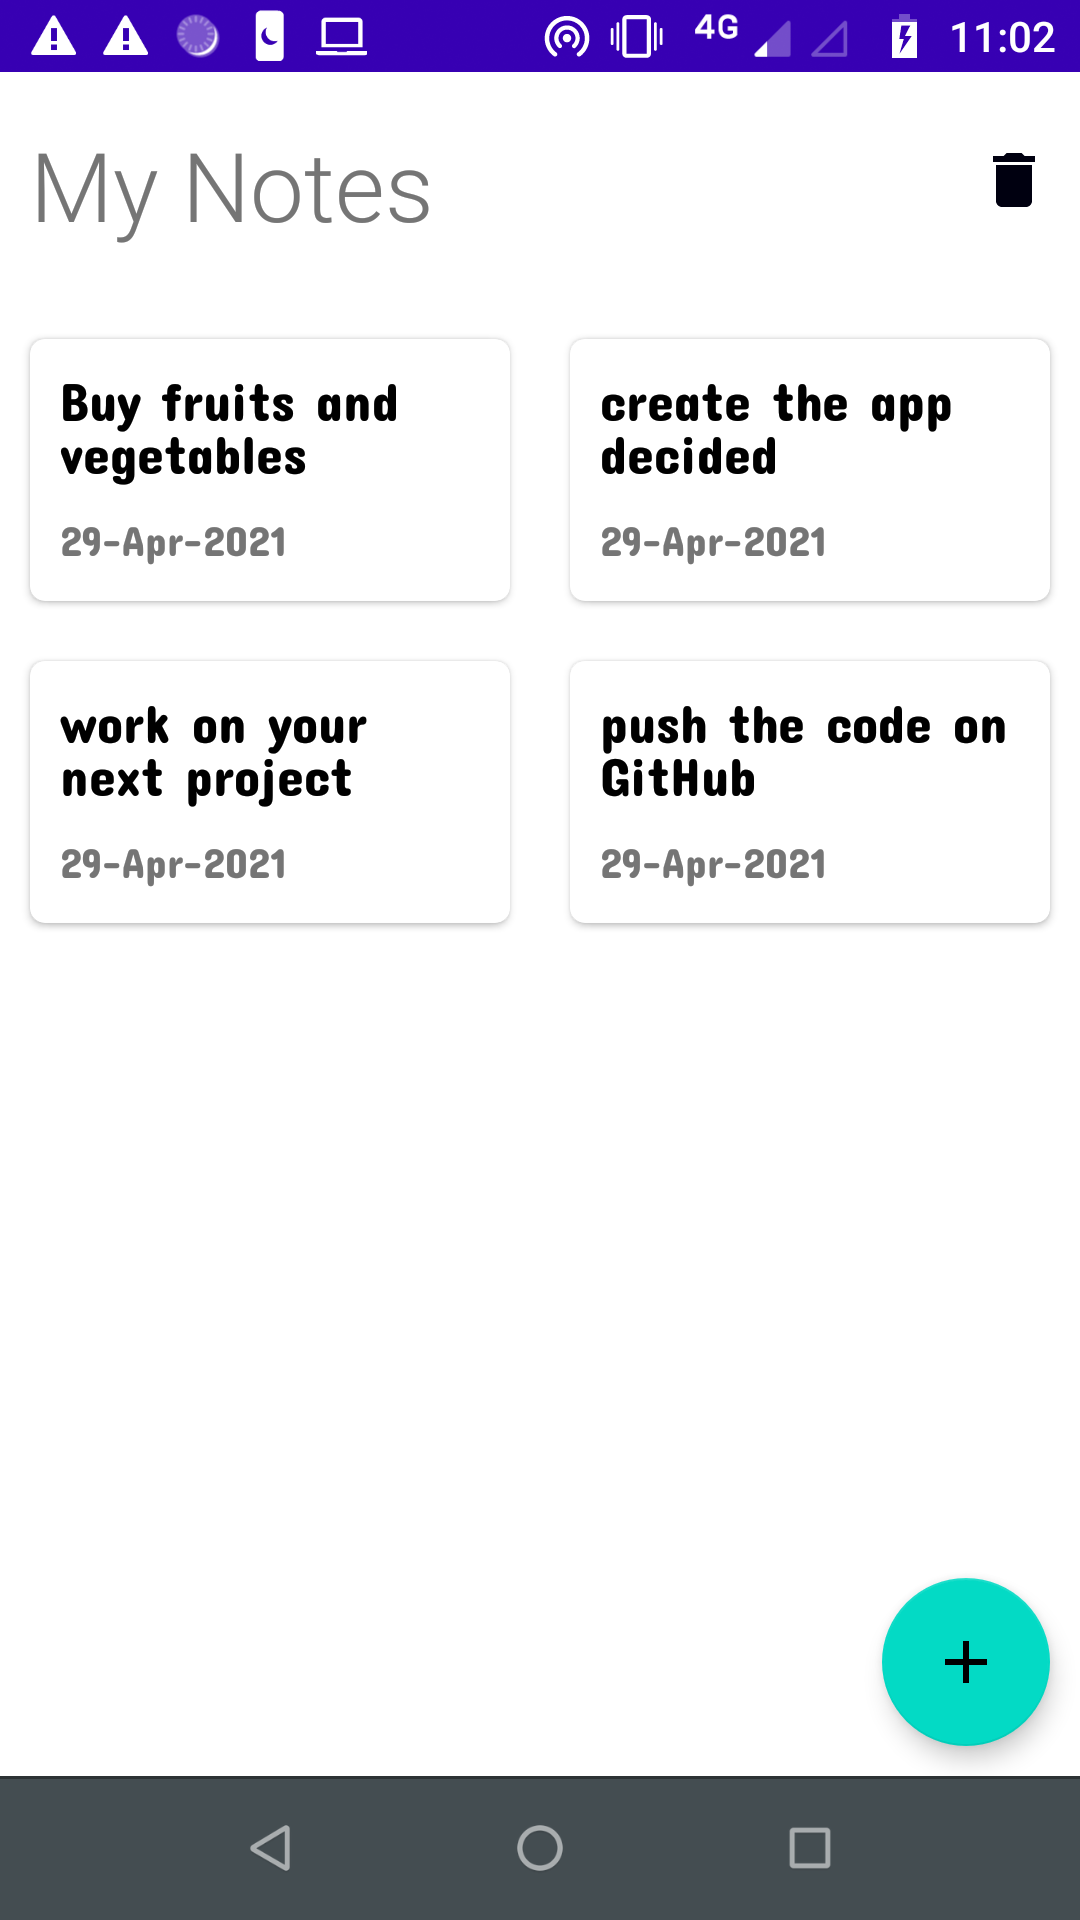 4G 11:02
My Notes
Buy fruits and
vegetables
29-Apr-2021
create the app
decided
29-Apr-2021
work on your
next project
29-Apr-2021
push the code on
GitHub
29-Apr-2021